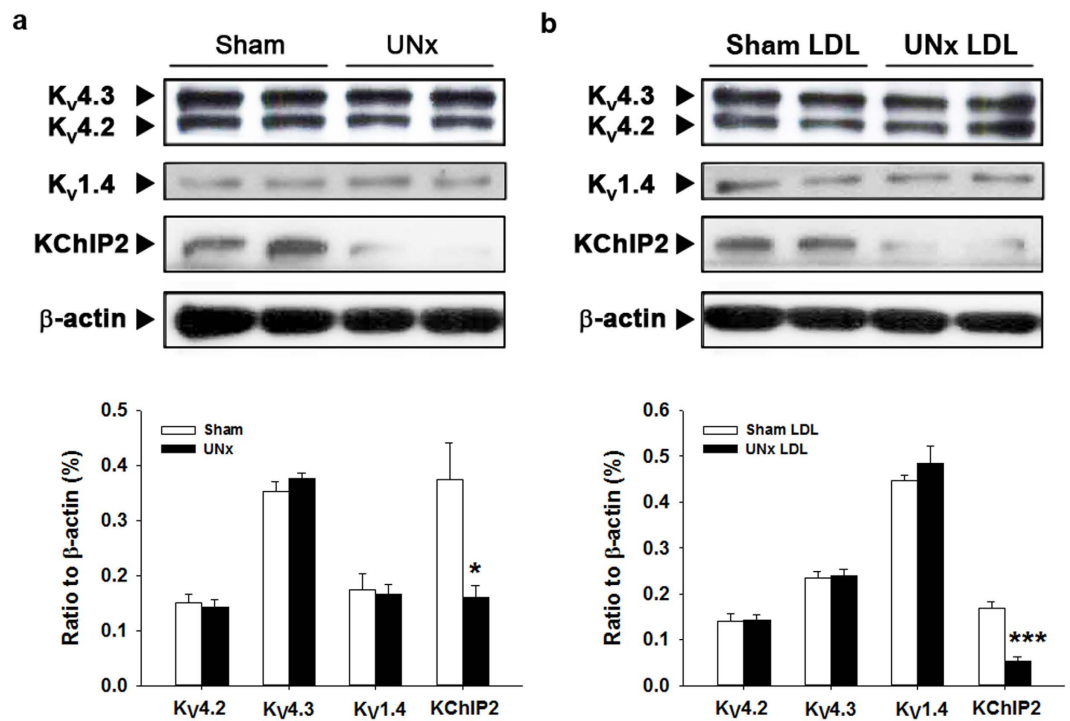 a
Sham UNx
Kv4.3
Kv4.2
Kv1.4
KChIP2
β-actin
Ratio to β-actin (%)
0.5
0.4
0.3
0.2
0.1
0.0
Sham
UNx
*
Kv4.2 Kv4.3 Kv1.4 KChIP2
b
Sham LDL UNx LDL
Kv4.3
Kv4.2
Kv1.4
KChIP2
β-actin
Ratio to β-actin (%)
0.6
0.5
0.4
0.3
0.2
0.1
0.0
Sham LDL
UNx LDL
***
Kv4.2 Kv4.3 Kv1.4 KChIP2